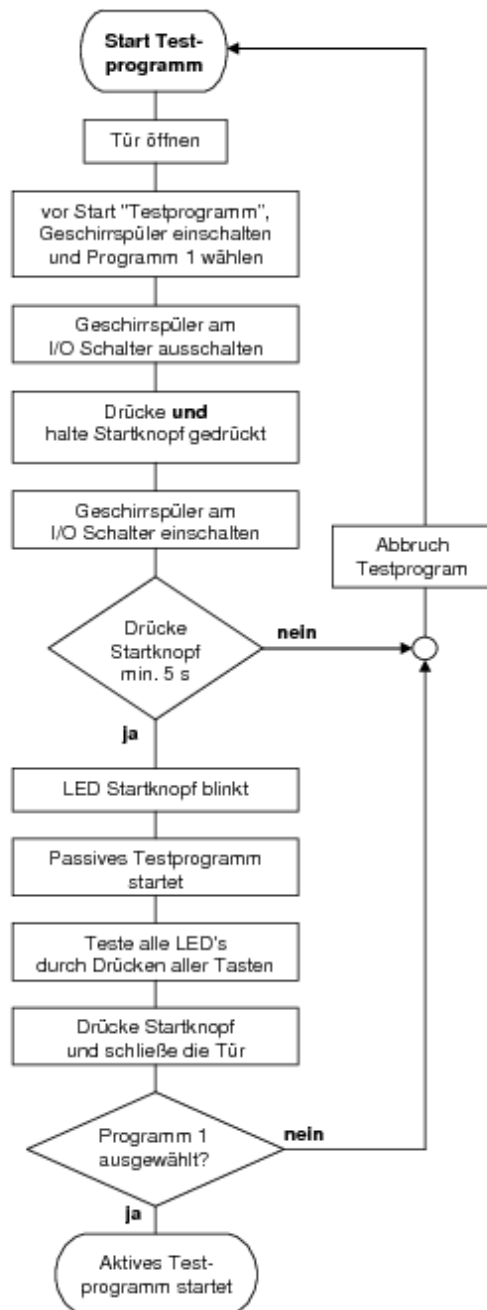 Start Test-
programm
Tür öffnen
vor Start "Testprogramm",
Geschirrspüler einschalten
und Programm 1 wählen
Geschirrspüler am
I/O Schalter ausschalten
Drücke und
halte Startknopf gedrückt
Geschirrspüler am
I/O Schalter einschalten
Abbruch
Testprogram
Drücke
Startknopf
min. 5 s
nein
ja
LED Startknopf blinkt
Passives Testprogramm
startet
Teste alle LED's
durch Drücken aller Tasten
Drücke Startknopf
und schließe die Tür
Programm 1
ausgewählt?
nein
ja
Aktives Test-
programm startet